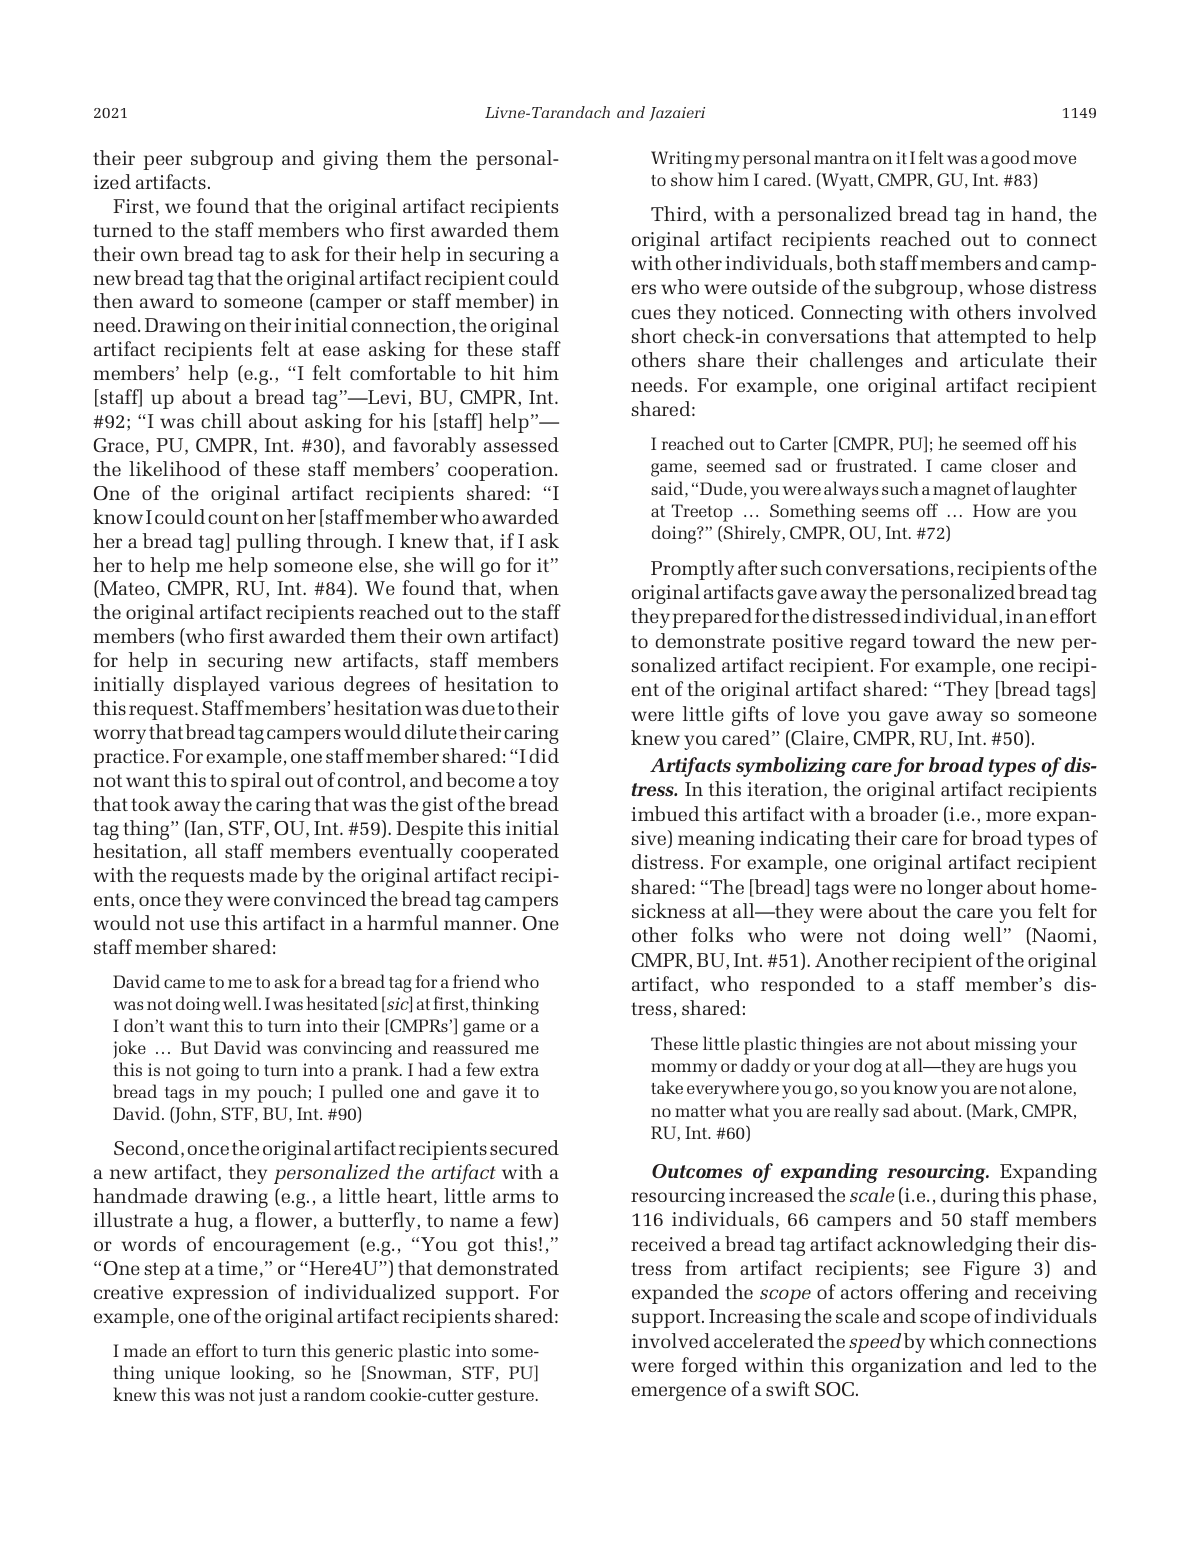 2021
Livne-Tarandach and Jazaieri
1149
their peer subgroup and giving them the personal-
ized artifacts.
First, we found that the original artifact recipients
turned to the staff members who first awarded them
their own bread tag to ask for their help in securing a
new bread tag that the original artifact recipient could
then award to someone (camper or staff member) in
need. Drawing on their initial connection, the original
artifact recipients felt at ease asking for these staff
members’ help (e.g., “I felt comfortable to hit him
[staff] up about a bread tag”—Levi, BU, CMPR, Int.
#92; “I was chill about asking for his [staff] help”—
Grace, PU, CMPR, Int. #30), and favorably assessed
the likelihood of these staff members’ cooperation.
One of the original artifact recipients shared: “I
know I could count on her [staff member who awarded
her a bread tag] pulling through. I knew that, if I ask
her to help me help someone else, she will go for it”
(Mateo, CMPR, RU, Int. #84). We found that, when
the original artifact recipients reached out to the staff
members (who first awarded them their own artifact)
for help in securing new artifacts, staff members
initially displayed various degrees of hesitation to
this request. Staff members’ hesitation was due to their
worry that bread tag campers would dilute their caring
practice. For example, one staff member shared: “I did
not want this to spiral out of control, and become a toy
that took away the caring that was the gist of the bread
tag thing” (Ian, STF, OU, Int. #59). Despite this initial
hesitation, all staff members eventually cooperated
with the requests made by the original artifact recipi-
ents, once they were convinced the bread tag campers
would not use this artifact in a harmful manner. One
staff member shared:
David came to me to ask for a bread tag for a friend who
was not doing well. I was hesitated [sic] at first, thinking
I don’t want this to turn into their [CMPRs’] game or a
joke … But David was convincing and reassured me
this is not going to turn into a prank. I had a few extra
bread tags in my pouch; I pulled one and gave it to
David. (John, STF, BU, Int. #90)
Second, once the original artifact recipients secured
a new artifact, they personalized the artifact with a
handmade drawing (e.g., a little heart, little arms to
illustrate a hug, a flower, a butterfly, to name a few)
or words of encouragement (e.g., “You got this!,”
“One step at a time,” or “Here4U”) that demonstrated
creative expression of individualized support. For
example, one of the original artifact recipients shared:
I made an effort to turn this generic plastic into some-
thing unique looking, so he [Snowman, STF, PU]
knew this was not just a random cookie-cutter gesture.
Writing my personal mantra on it I felt was a good move
to show him I cared. (Wyatt, CMPR, GU, Int. #83)
Third, with a personalized bread tag in hand, the
original artifact recipients reached out to connect
with other individuals, both staff members and camp-
ers who were outside of the subgroup, whose distress
cues they noticed. Connecting with others involved
short check-in conversations that attempted to help
others share their challenges and articulate their
needs. For example, one original artifact recipient
shared:
I reached out to Carter [CMPR, PU]; he seemed off his
game, seemed sad or frustrated. I came closer and
said, “Dude, you were always such a magnet of laughter
at Treetop … Something seems off … How are you
doing?” (Shirely, CMPR, OU, Int. #72)
Promptly after such conversations, recipients of the
original artifacts gave away the personalized bread tag
they prepared for the distressed individual, in an effort
to demonstrate positive regard toward the new per-
sonalized artifact recipient. For example, one recipi-
ent of the original artifact shared: “They [bread tags]
were little gifts of love you gave away so someone
knew you cared” (Claire, CMPR, RU, Int. #50).
Artifacts symbolizing care for broad types of dis-
tress. In this iteration, the original artifact recipients
imbued this artifact with a broader (i.e., more expan-
sive) meaning indicating their care for broad types of
distress. For example, one original artifact recipient
shared: “The [bread] tags were no longer about home-
sickness at all—they were about the care you felt for
other folks who were not doing well” (Naomi,
CMPR, BU, Int. #51). Another recipient of the original
artifact, who responded to a staff member’s dis-
tress, shared:
These little plastic thingies are not about missing your
mommy or daddy or your dog at all—they are hugs you
take everywhere you go, so you know you are not alone,
no matter what you are really sad about. (Mark, CMPR,
RU, Int. #60)
Outcomes of expanding resourcing. Expanding
resourcing increased the scale (i.e., during this phase,
116 individuals, 66 campers and 50 staff members
received a bread tag artifact acknowledging their dis-
tress from artifact recipients; see Figure 3) and
expanded the scope of actors offering and receiving
support. Increasing the scale and scope of individuals
involved accelerated the speed by which connections
were forged within this organization and led to the
emergence of a swift SOC.